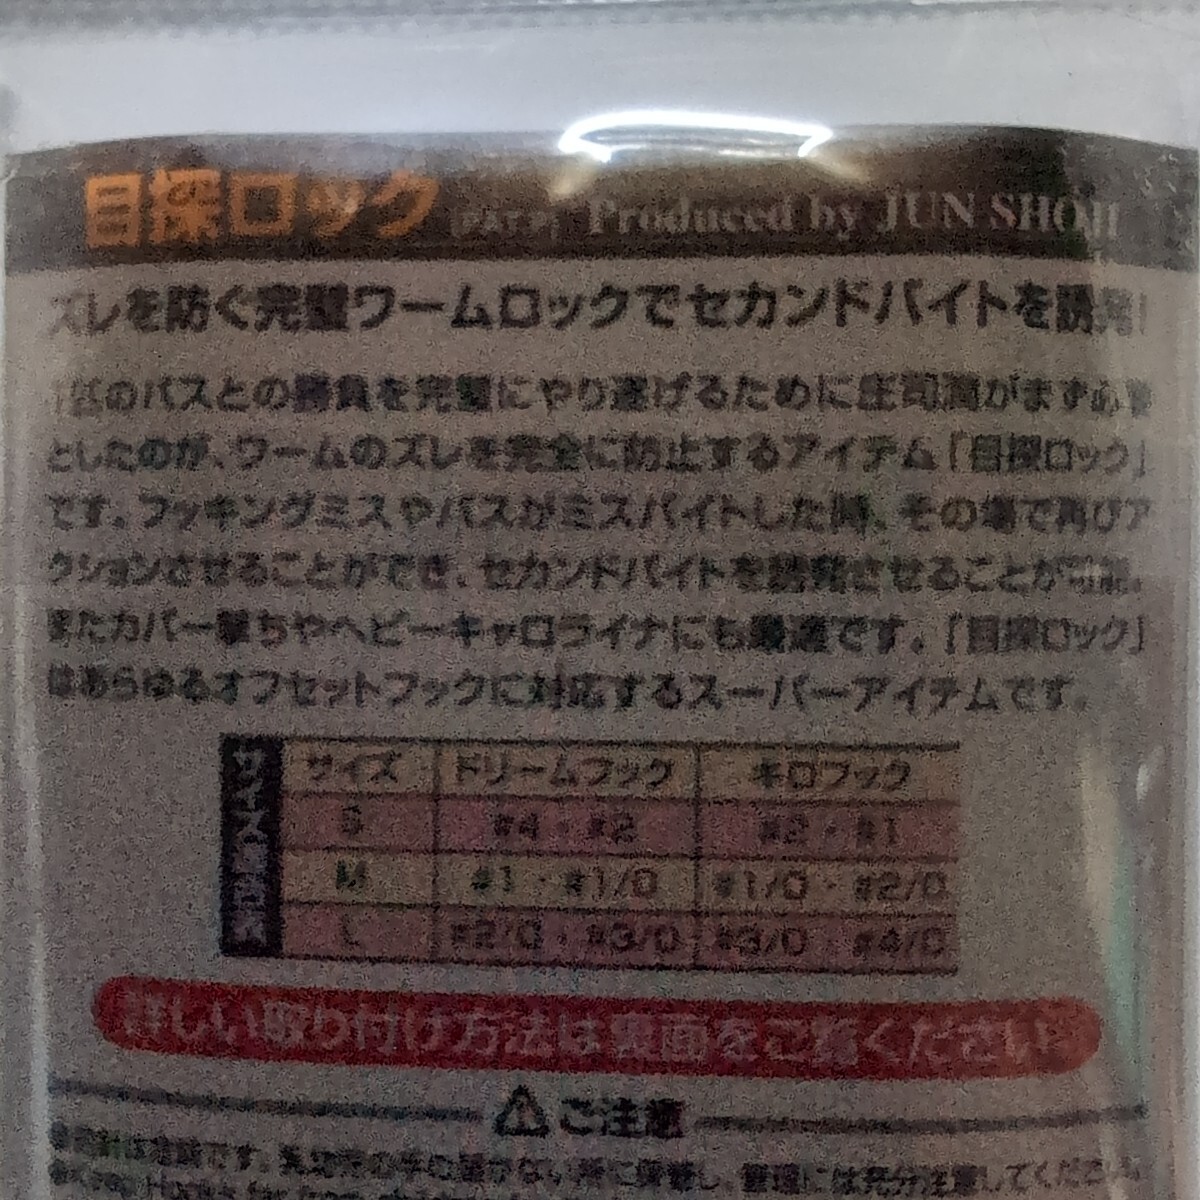 目探ロック Produced by JUN SHOJI
ズレを防ぐ完璧ワームロックでセカンドバイトを誘発!
のバスとの勝負を完璧にやり遂げるために庄司潤がまず必要
としたのが、ワームのズレを完全に防止するアイテム「目探ロック」
です。フッキングミスやバスがミスバイトした時、その場で再びア
クションさせることができ、セカンドバイトを誘発させることが可能。
またカバー撃ちやヘビーキャロライナにも最適です。「目探ロック」
はあらゆるオフセットフックに対応するスーパーアイテムです。
サイズ ドリームフック キロフック
S #4・#2 #2・#1
M #1・#1/0 #1/0・#2/0
L #2/0・#3/0 #3/0・#4/0
詳しい取り付け方法は裏面をご覧ください
ご注意